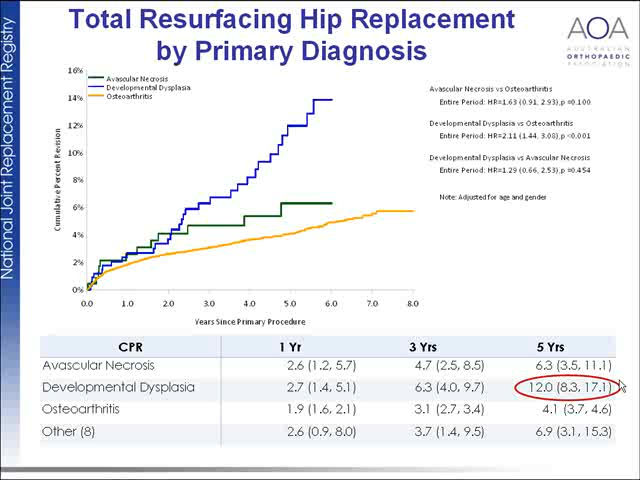 Total Resurfacing Hip Replacement
by Primary Diagnosis
AOA
AUSTRALIAN
ORTHOPAEDIC
ASSOCIATION
National Joint Replacement Registry
16%
14%
12%
10%
8%
6%
4%
2%
0%
Cumulative Percent Revision
Avascular Necrosis
Developmental Dysplasia
Osteoarthritis
0.0 1.0 2.0 3.0 4.0 5.0 6.0 7.0 8.0
Years Since Primary Procedure
Avascular Necrosis vs Osteoarthritis
Entire Period: HR=1.63 (0.91, 2.93),p =0.100
Developmental Dysplasia vs Osteoarthritis
Entire Period: HR=2.11 (1.44, 3.08),p <0.001
Developmental Dysplasia vs Avascular Necrosis
Entire Period: HR=1.29 (0.66, 2.53),p =0.454
Note: Adjusted for age and gender
CPR 1 Yr 3 Yrs 5 Yrs
Avascular Necrosis 2.6 (1.2, 5.7) 4.7 (2.5, 8.5) 6.3 (3.5, 11.1)
Developmental Dysplasia 2.7 (1.4, 5.1) 6.3 (4.0, 9.7) 12.0 (8.3, 17.1)
Osteoarthritis 1.9 (1.6, 2.1) 3.1 (2.7, 3.4) 4.1 (3.7, 4.6)
Other (8) 2.6 (0.9, 8.0) 3.7 (1.4, 9.5) 6.9 (3.1, 15.3)